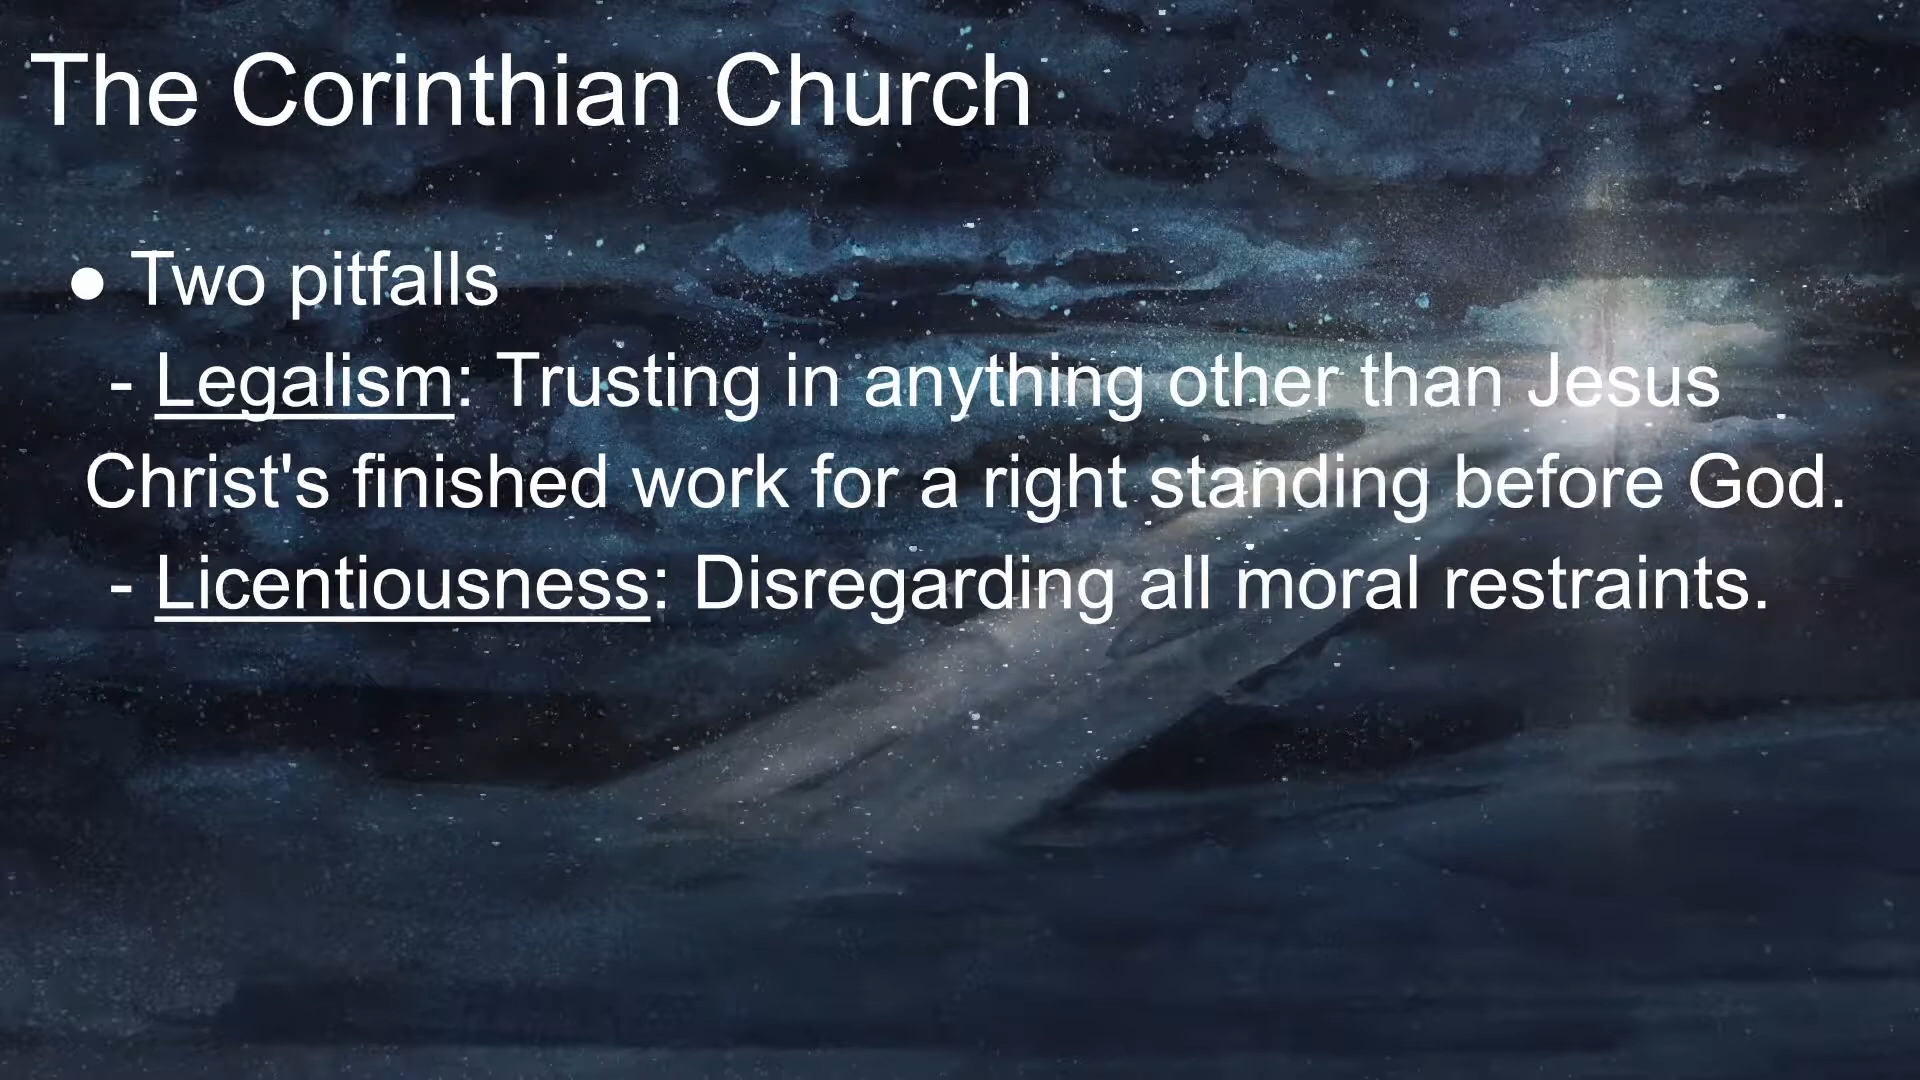 The Corinthian Church
● Two pitfalls
- Legalism: Trusting in anything other than Jesus
Christ's finished work for a right standing before God.
- Licentiousness: Disregarding all moral restraints.